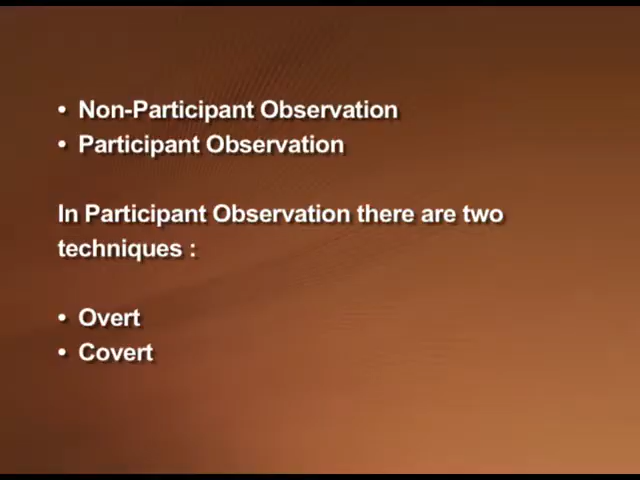 • Non-Participant Observation
• Participant Observation
In Participant Observation there are two
techniques :
• Overt
• Covert